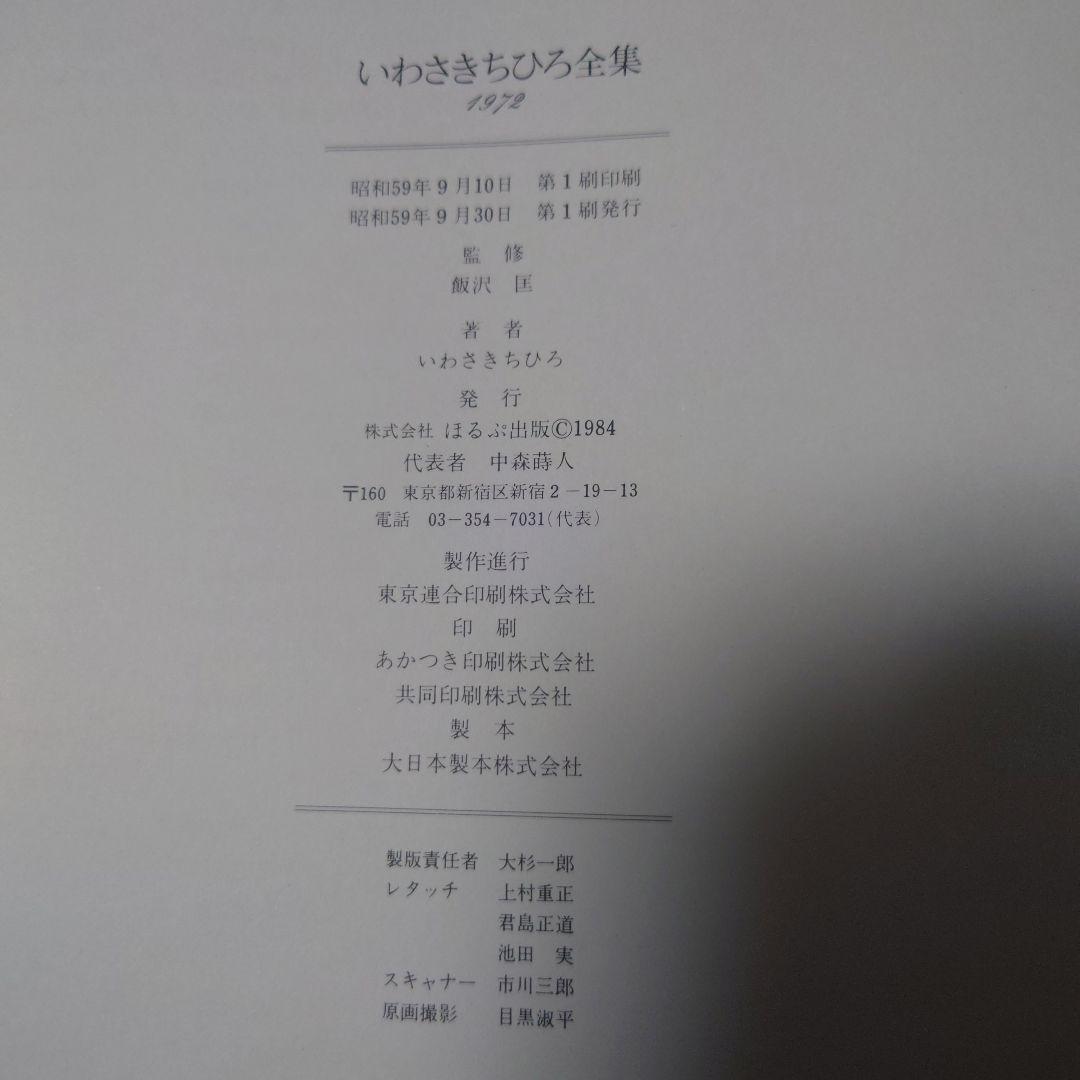 いわさきちひろ全集
1972
昭和59年9月10日 第1刷印刷
昭和59年9月30日 第1刷発行
監 修
飯沢 匡
著 者
いわさきちひろ
発 行
株式会社 ほるぷ出版©1984
代表者 中森蒔人
〒160 東京都新宿区新宿2-19-13
電話 03-354-7031(代表)
製作進行
東京連合印刷株式会社
印 刷
あかつき印刷株式会社
共同印刷株式会社
製 本
大日本製本株式会社
製版責任者 大杉一郎
レタッチ 上村重正
君島正道
池田 実
スキャナー 市川三郎
原画撮影 目黒淑平